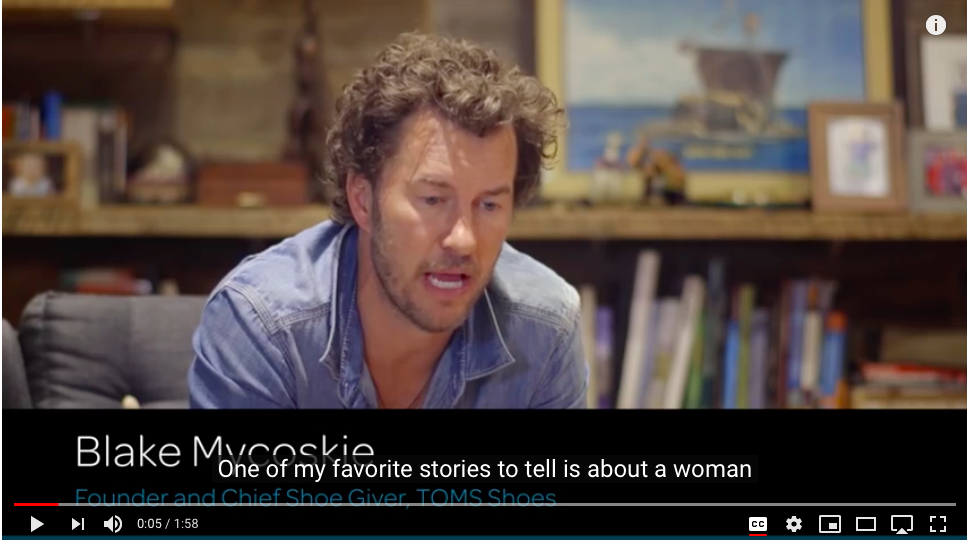 Blake Mycoskie
One of my favorite stories to tell is about a woman
Founder and Chief Shoe Giver, TOMS Shoes
0:05 / 1:58
CC
i